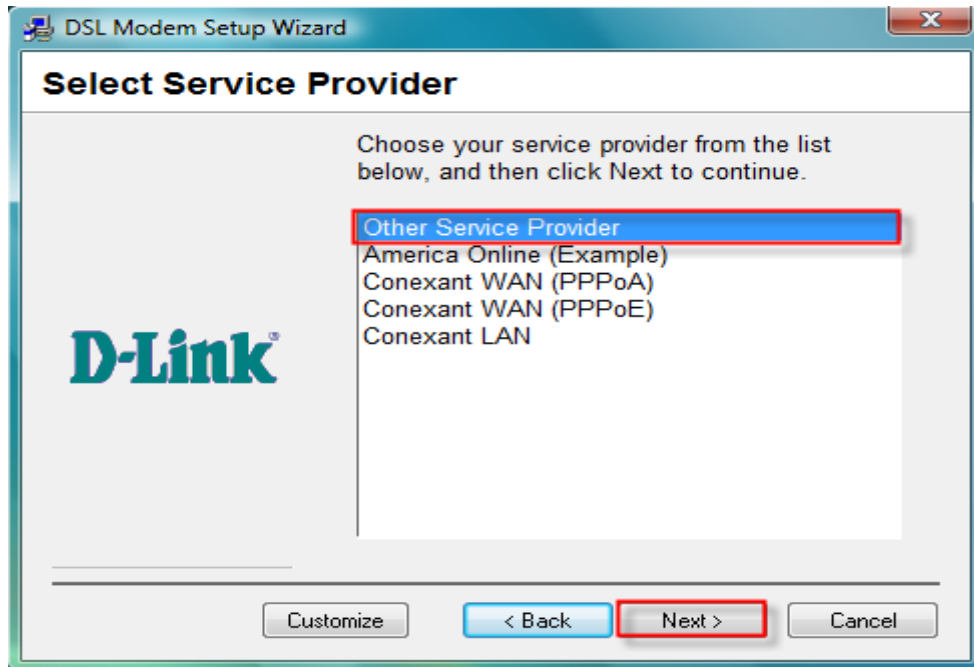 DSL Modem Setup Wizard
X
Select Service Provider
Choose your service provider from the list
below, and then click Next to continue.
Other Service Provider
America Online (Example)
Conexant WAN (PPPoA)
Conexant WAN (PPPoE)
Conexant LAN
D-Link®
Customize
< Back
Next >
Cancel